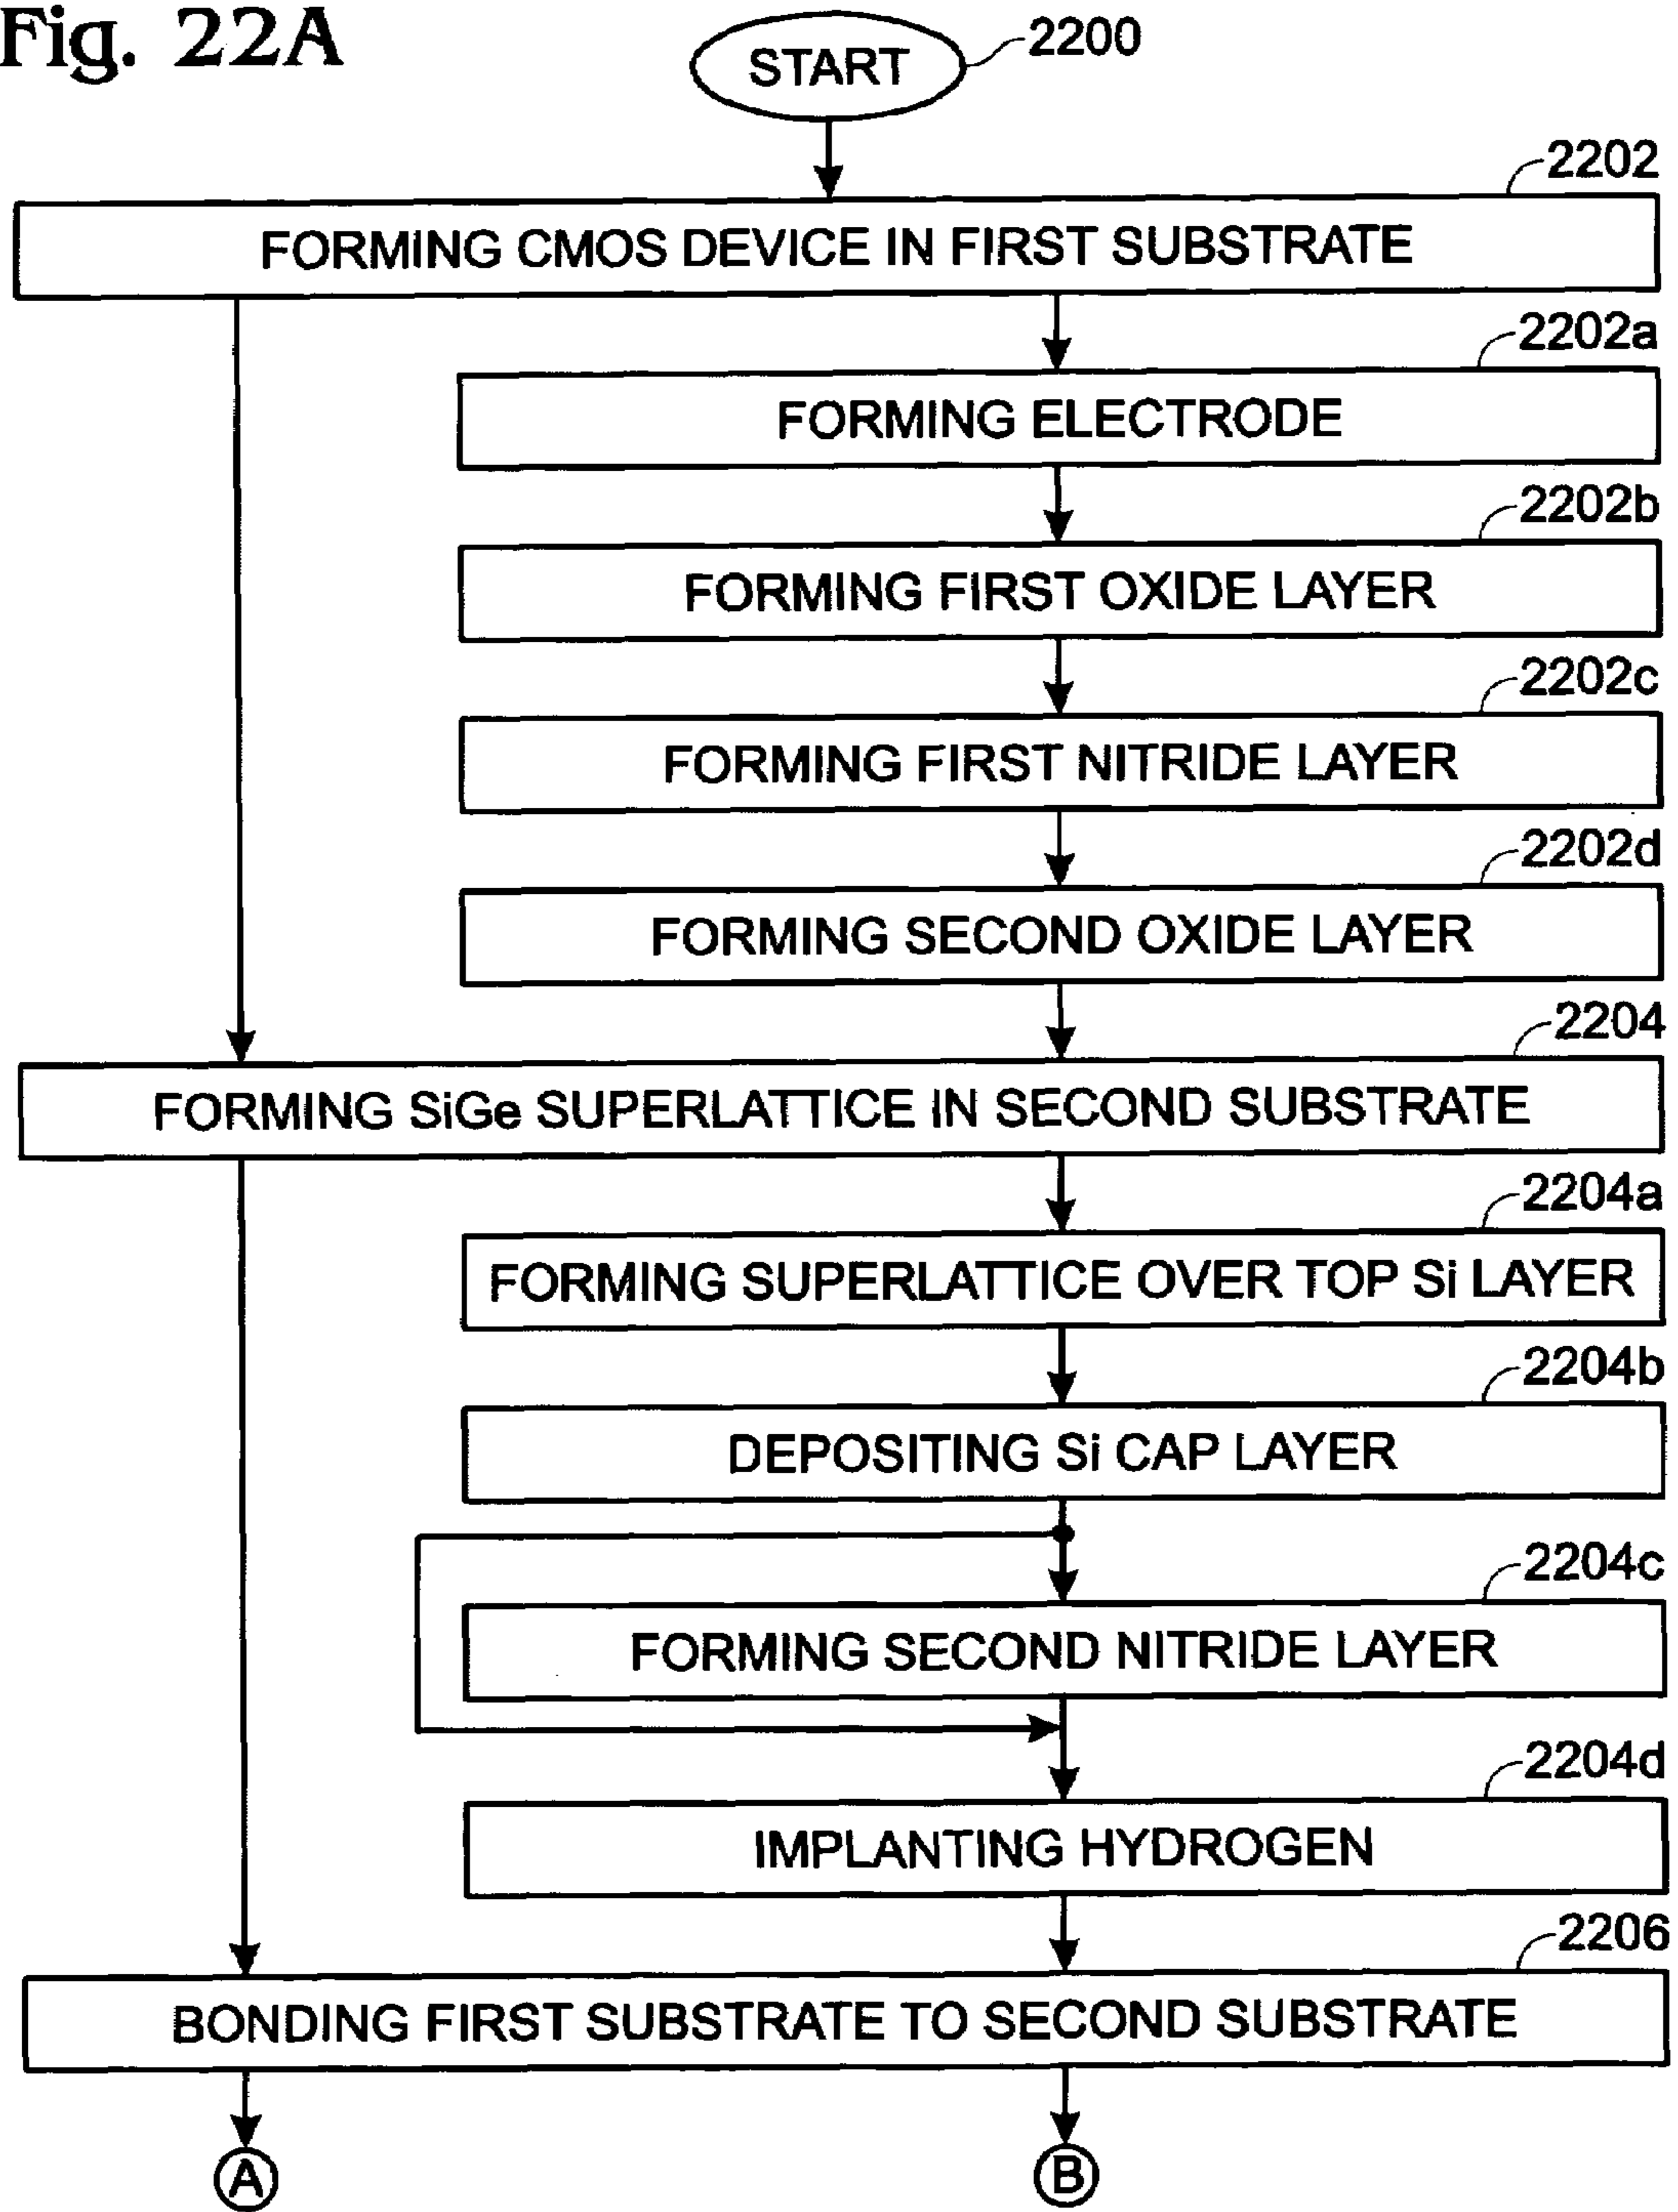 Fig. 22A
START
2200
2202
FORMING CMOS DEVICE IN FIRST SUBSTRATE
2202a
FORMING ELECTRODE
2202b
FORMING FIRST OXIDE LAYER
2202c
FORMING FIRST NITRIDE LAYER
2202d
FORMING SECOND OXIDE LAYER
2204
FORMING SiGe SUPERLATTICE IN SECOND SUBSTRATE
2204a
FORMING SUPERLATTICE OVER TOP Si LAYER
2204b
DEPOSITING Si CAP LAYER
2204c
FORMING SECOND NITRIDE LAYER
2204d
IMPLANTING HYDROGEN
2206
BONDING FIRST SUBSTRATE TO SECOND SUBSTRATE
A
B